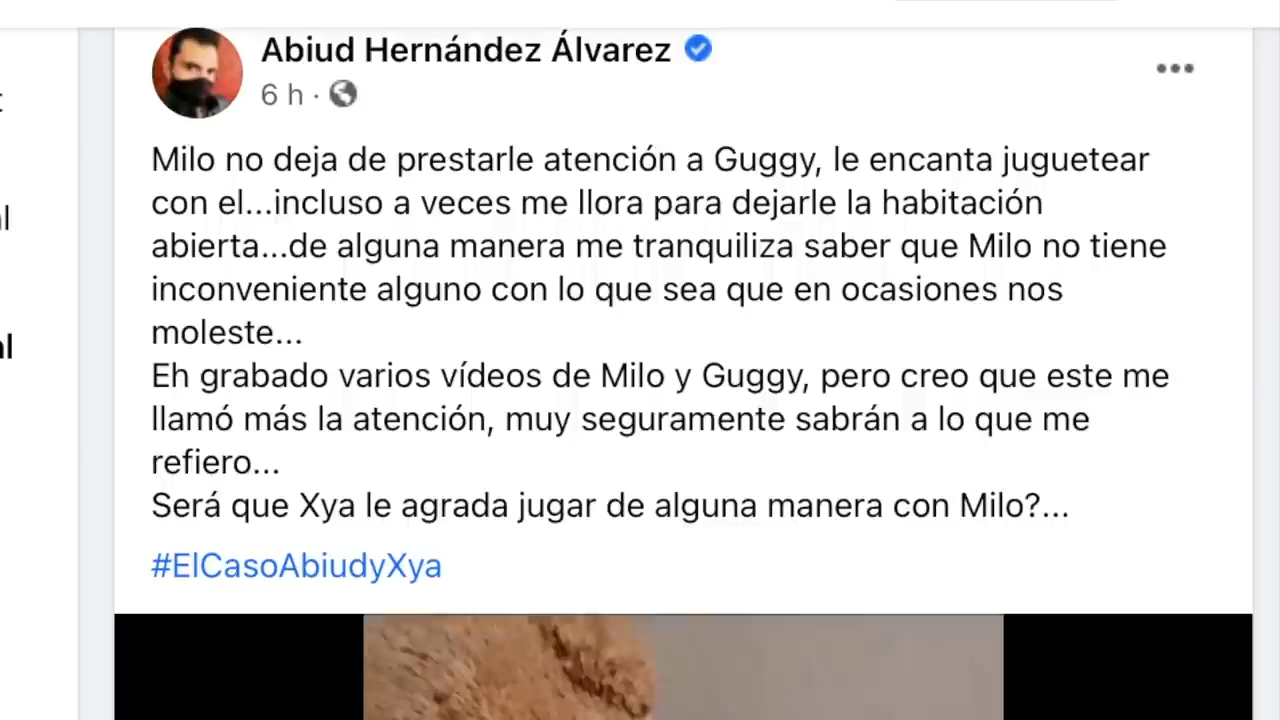 Abiud Hernández Álvarez
6 h ·
Milo no deja de prestarle atención a Guggy, le encanta juguetear
con el...incluso a veces me llora para dejarle la habitación
abierta...de alguna manera me tranquiliza saber que Milo no tiene
inconveniente alguno con lo que sea que en ocasiones nos
moleste...
Eh grabado varios vídeos de Milo y Guggy, pero creo que este me
llamó más la atención, muy seguramente sabrán a lo que me
refiero...
Será que Xya le agrada jugar de alguna manera con Milo?...
#ElCasoAbiudyXya